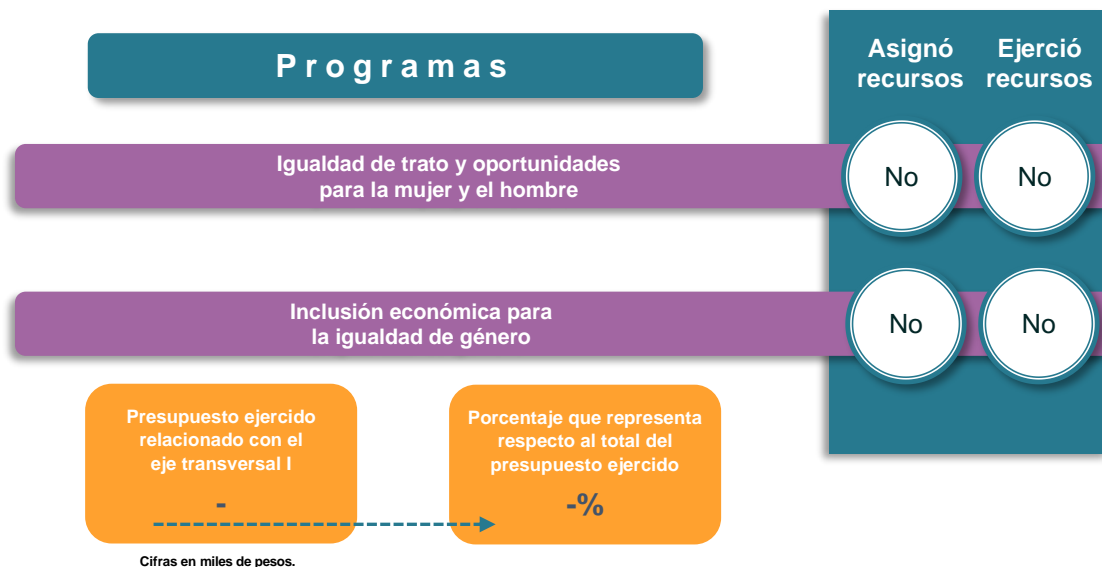 Programas
Asignó
recursos
Ejerció
recursos
Igualdad de trato y oportunidades
para la mujer y el hombre
No
No
Inclusión económica para
la igualdad de género
No
No
Presupuesto ejercido
relacionado con el
eje transversal I
-
Porcentaje que representa
respecto al total del
presupuesto ejercido
-%
Cifras en miles de pesos.